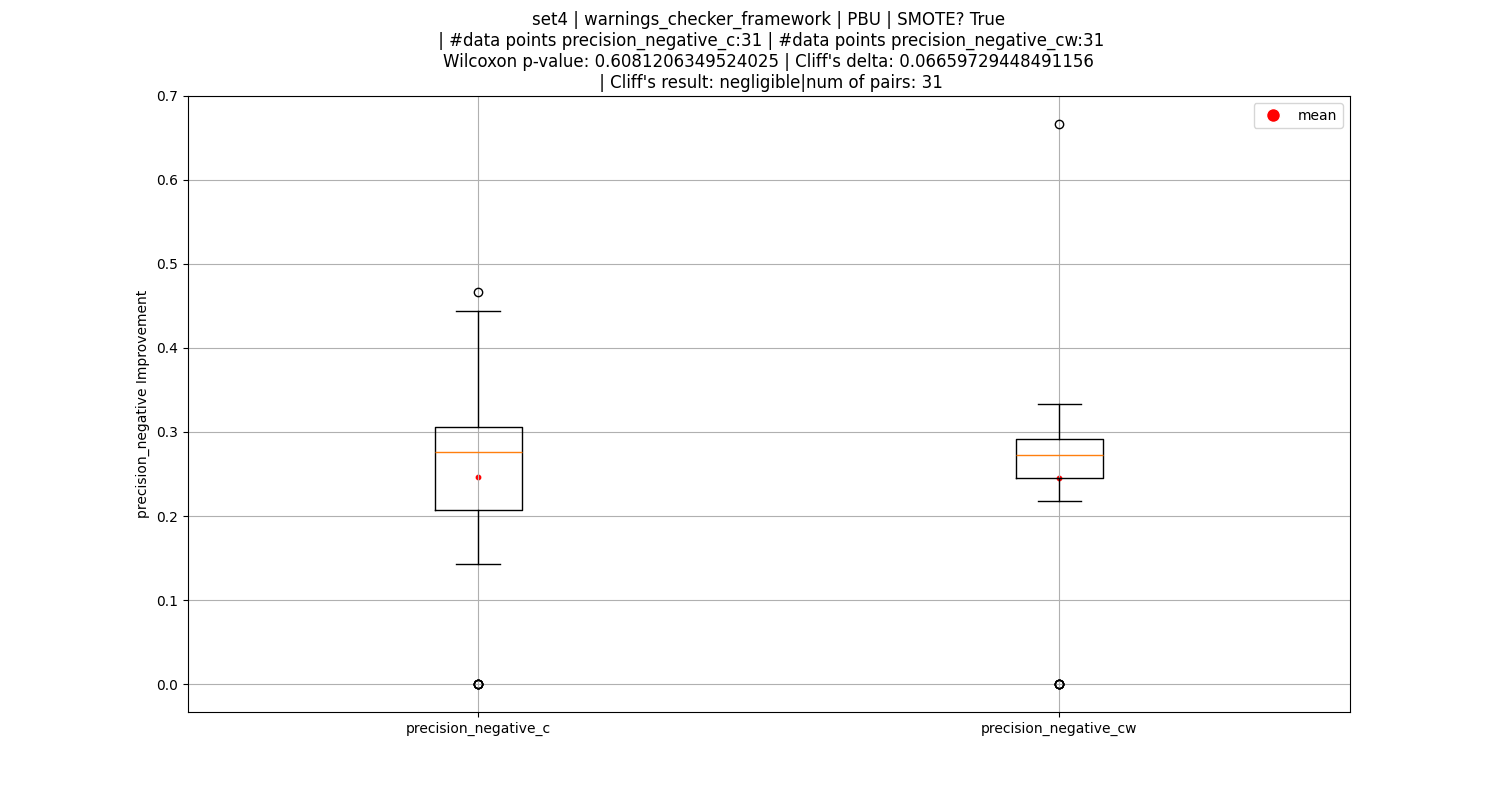 set4 | warnings_checker_framework | PBU | SMOTE? True
| #data points precision_negative_c:31 | #data points precision_negative_cw:31
Wilcoxon p-value: 0.6081206349524025 | Cliff's delta: 0.06659729448491156
| Cliff's result: negligible|num of pairs: 31
mean
precision_negative Improvement
0.7
0.6
0.5
0.4
0.3
0.2
0.1
0.0
precision_negative_c
precision_negative_cw